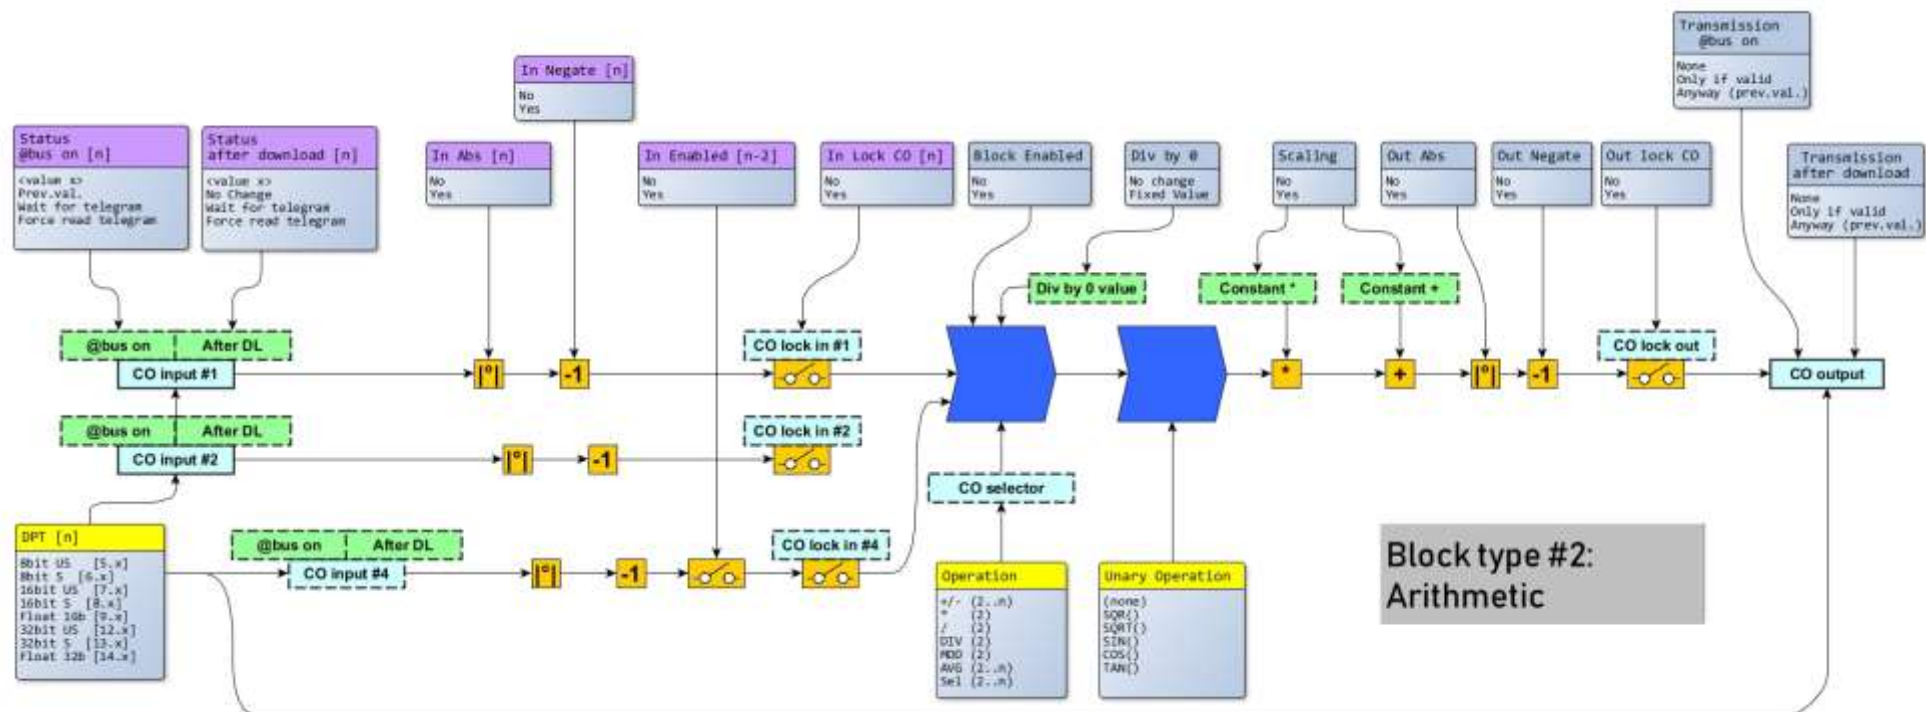 Transmission
@bus on
None
Only if valid
Anyway (prev.val.)
In Negate [n]
No
Yes
Status
@bus on [n]
<value x>
Prev.val.
Wait for telegram
Force read telegram
Status
after download [n]
<value x>
No Change
Wait for telegram
Force read telegram
In Abs [n]
No
Yes
In Enabled [n-2]
No
Yes
In Lock CO [n]
No
Yes
Block Enabled
No
Yes
Div by 0
No change
Fixed Value
Scaling
No
Yes
Out Abs
No
Yes
Out Negate
No
Yes
Out lock CO
No
Yes
Transmission
after download
None
Only if valid
Anyway (prev.val.)
Div by 0 value
Constant *
Constant +
@bus on
After DL
CO input #1
|°|
-1
CO lock in #1
*
+
|°|
-1
CO lock out
CO output
@bus on
After DL
CO input #2
|°|
-1
CO lock in #2
CO selector
DPT [n]
8bit US [5.x]
8bit S [6.x]
16bit US [7.x]
16bit S [8.x]
Float 16b [9.x]
32bit US [12.x]
32bit S [13.x]
Float 32b [14.x]
@bus on
After DL
CO input #4
|°|
-1
CO lock in #4
Operation
+/- (2..n)
* (2)
/ (2)
DIV (2)
MOD (2)
AVG (2..n)
Sel (2..n)
Unary Operation
(none)
SQR()
SQRT()
SIN()
COS()
TAN()
Block type #2:
Arithmetic